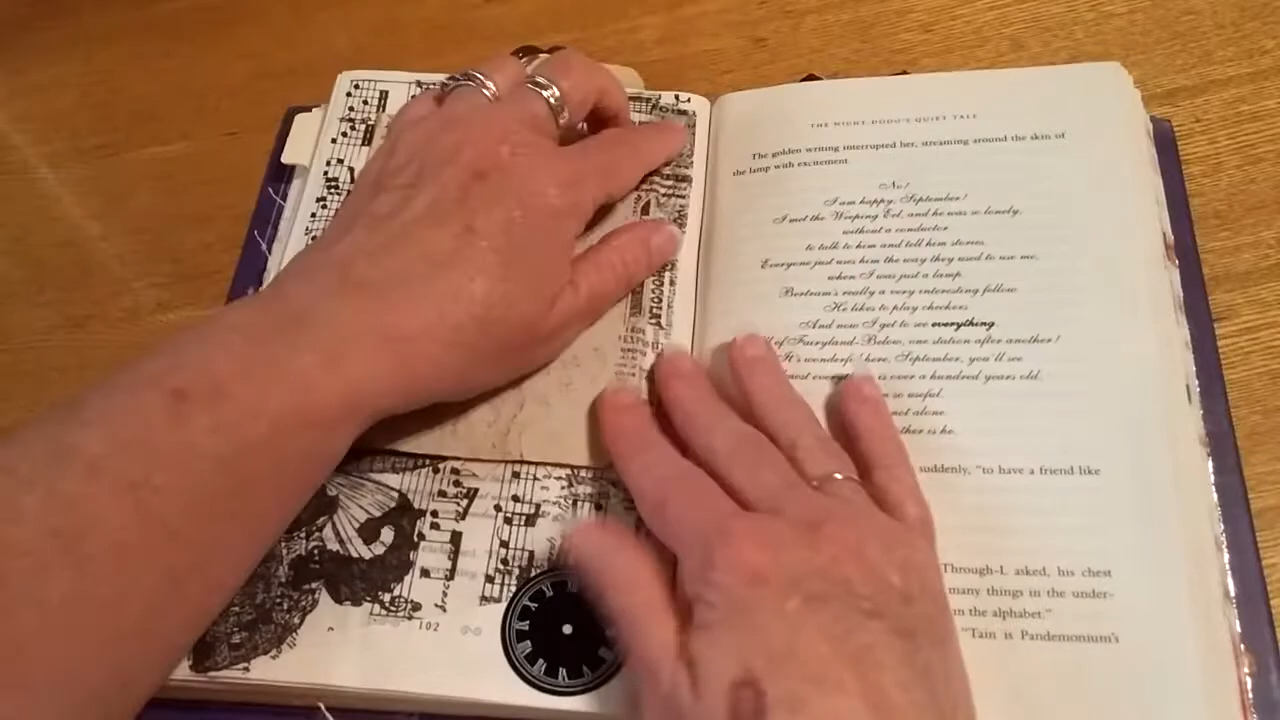 CHOCOLAT
102
THE NIGHT-DODO'S QUIET TALE
The golden writing interrupted her, streaming around the skin of
the lamp with excitement.
No!
I am happy, September!
I met the Weeping Eel, and he was so lonely,
without a conductor
to talk to him and tell him stories.
Everyone just uses him the way they used to use me,
when I was just a lamp.
Bertram's really a very interesting fellow.
He likes to play checkers.
And now I get to see everything.
of Fairyland-Below, one station after another!
It's wonderful here, September, you'll see
most everything is over a hundred years old.
so useful.
not alone.
ther is he.
suddenly, "to have a friend like
Through-L asked, his chest
many things in the under-
in the alphabet."
"Tain is Pandemonium's